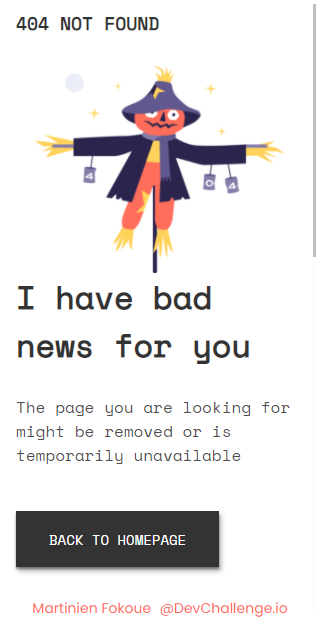 404 NOT FOUND
4
0 4
I have bad
news for you
The page you are looking for
might be removed or is
temporarily unavailable
BACK TO HOMEPAGE
Martinien Fokoue @DevChallenge.io